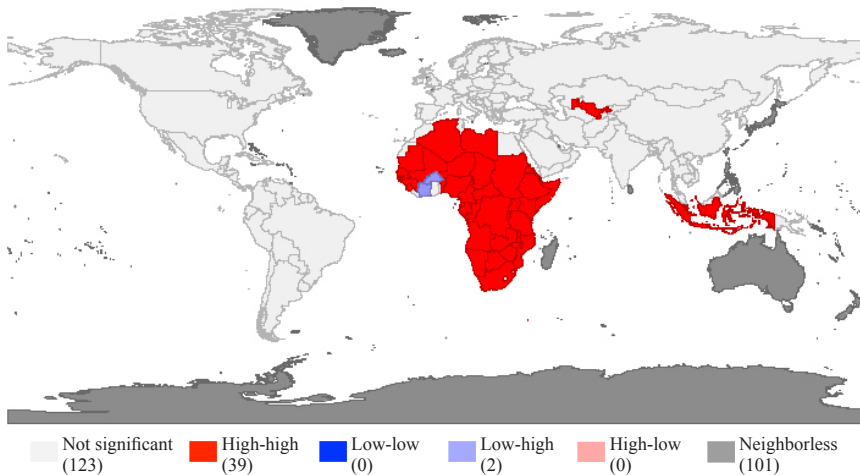 Not significant
(123)
High-high
(39)
Low-low
(0)
Low-high
(2)
High-low
(0)
Neighborless
(101)